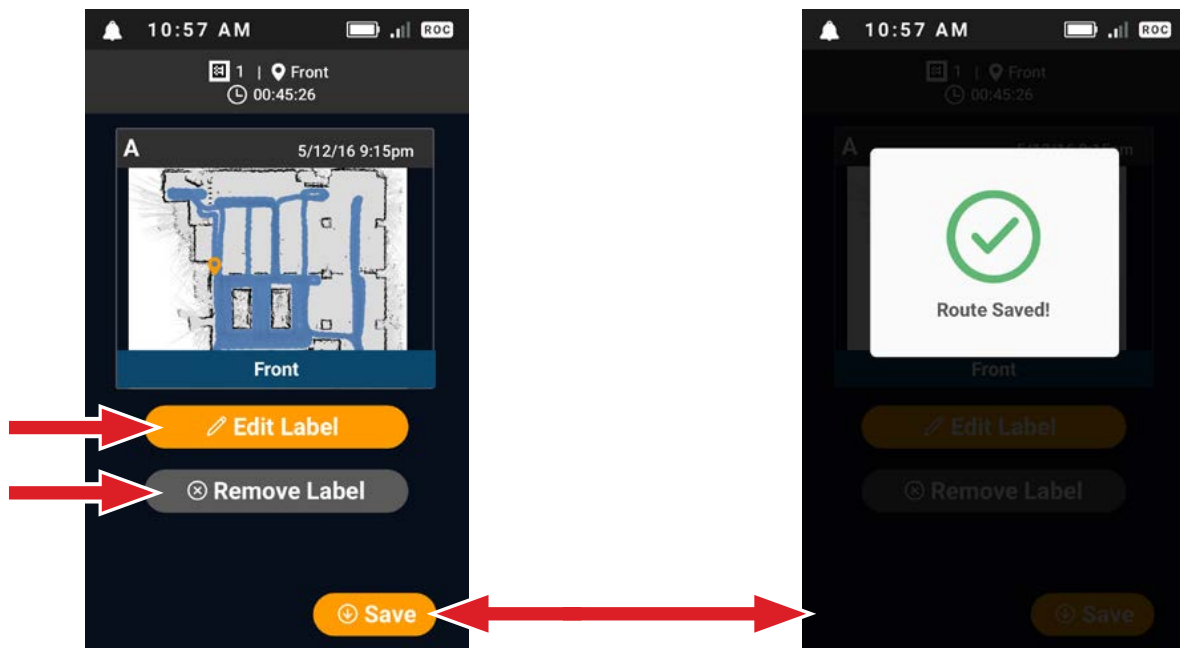 10:57 AM ROC
1 | Front
00:45:26
A 5/12/16 9:15pm
Front
Edit Label
Remove Label
Save
10:57 AM ROC
1 | Front
00:45:26
A
Route Saved!
Front
Edit Label
Remove Label
Save